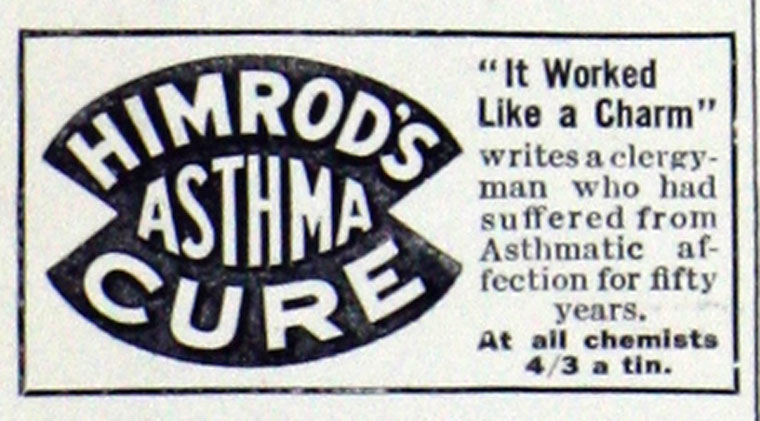 HIMROD'S
ASTHMA
CURE
"It Worked
Like a Charm"
writes a clergy-
man who had
suffered from
Asthmatic af-
fection for fifty
years.
At all chemists
4/3 a tin.